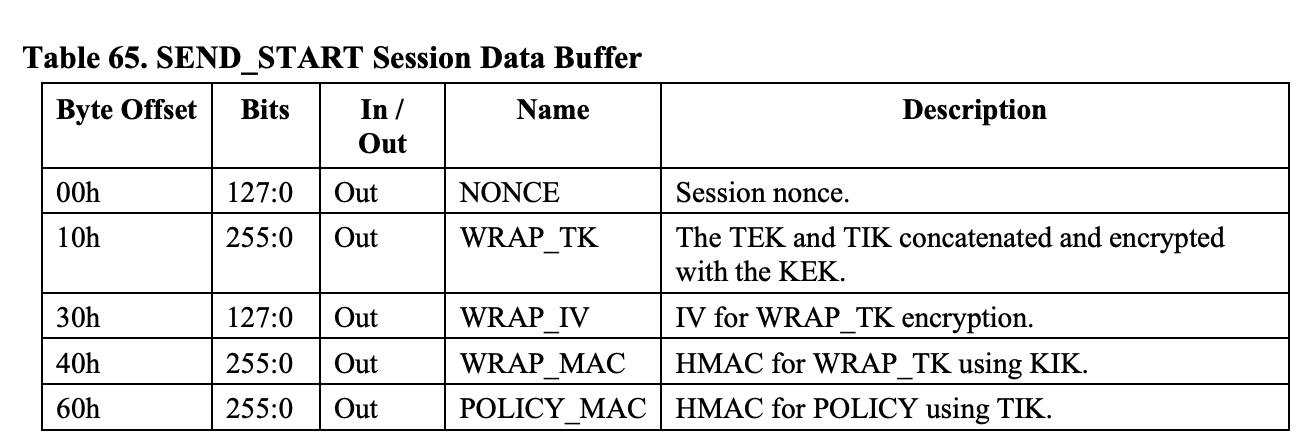 Table 65. SEND_START Session Data Buffer
Byte Offset Bits In / Name Description
Out
00h 127:0 Out NONCE Session nonce.
10h 255:0 Out WRAP_TK The TEK and TIK concatenated and encrypted
with the KEK.
30h 127:0 Out WRAP_IV IV for WRAP_TK encryption.
40h 255:0 Out WRAP_MAC HMAC for WRAP_TK using KIK.
60h 255:0 Out POLICY_MAC HMAC for POLICY using TIK.